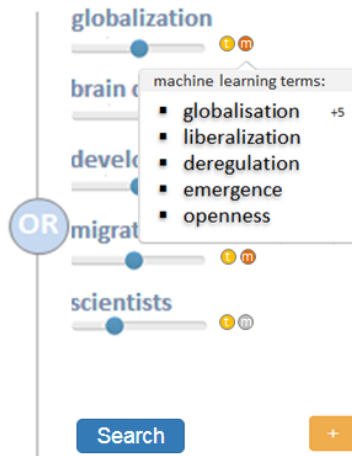 globalization
t m
machine learning terms:
brain
▪ globalisation +5
▪ liberalization
▪ deregulation
▪ emergence
▪ openness
develo
OR
migrat
t m
scientists
t m
Search
+